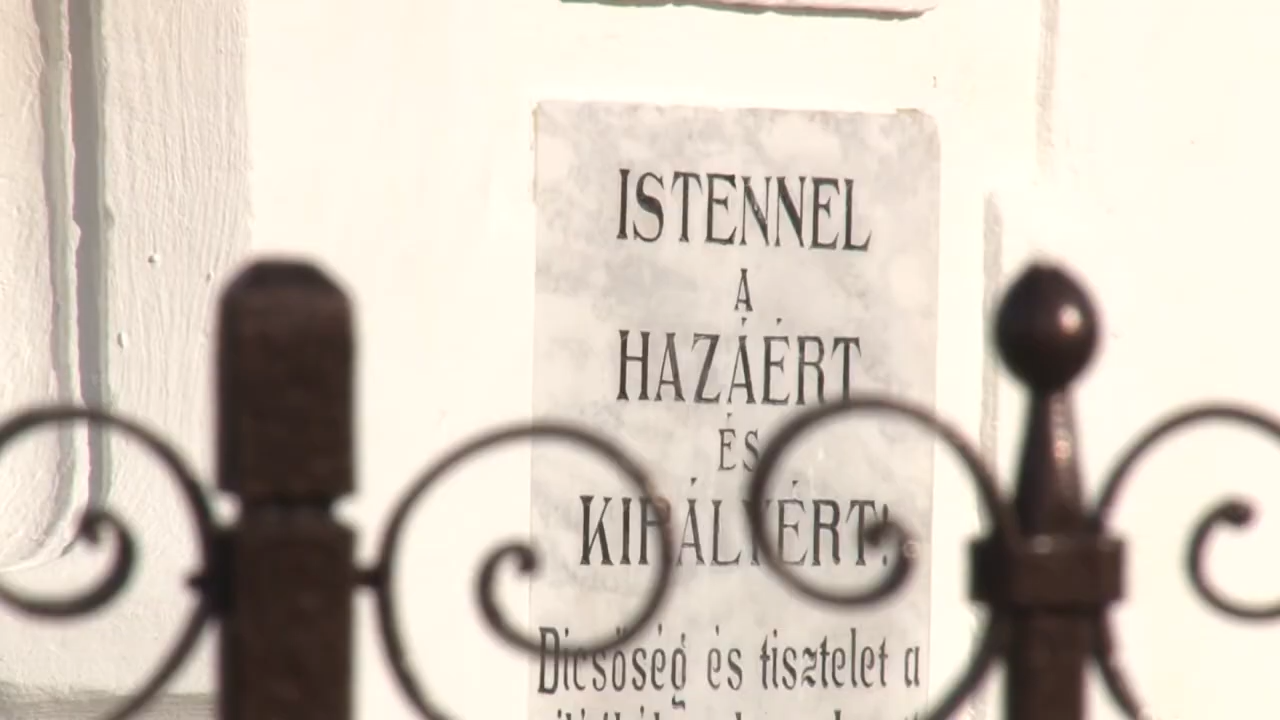 ISTENNEL
A
HAZÁÉRT
ÉS
KIRÁLYÉRT!
Dicsőség és tisztelet a